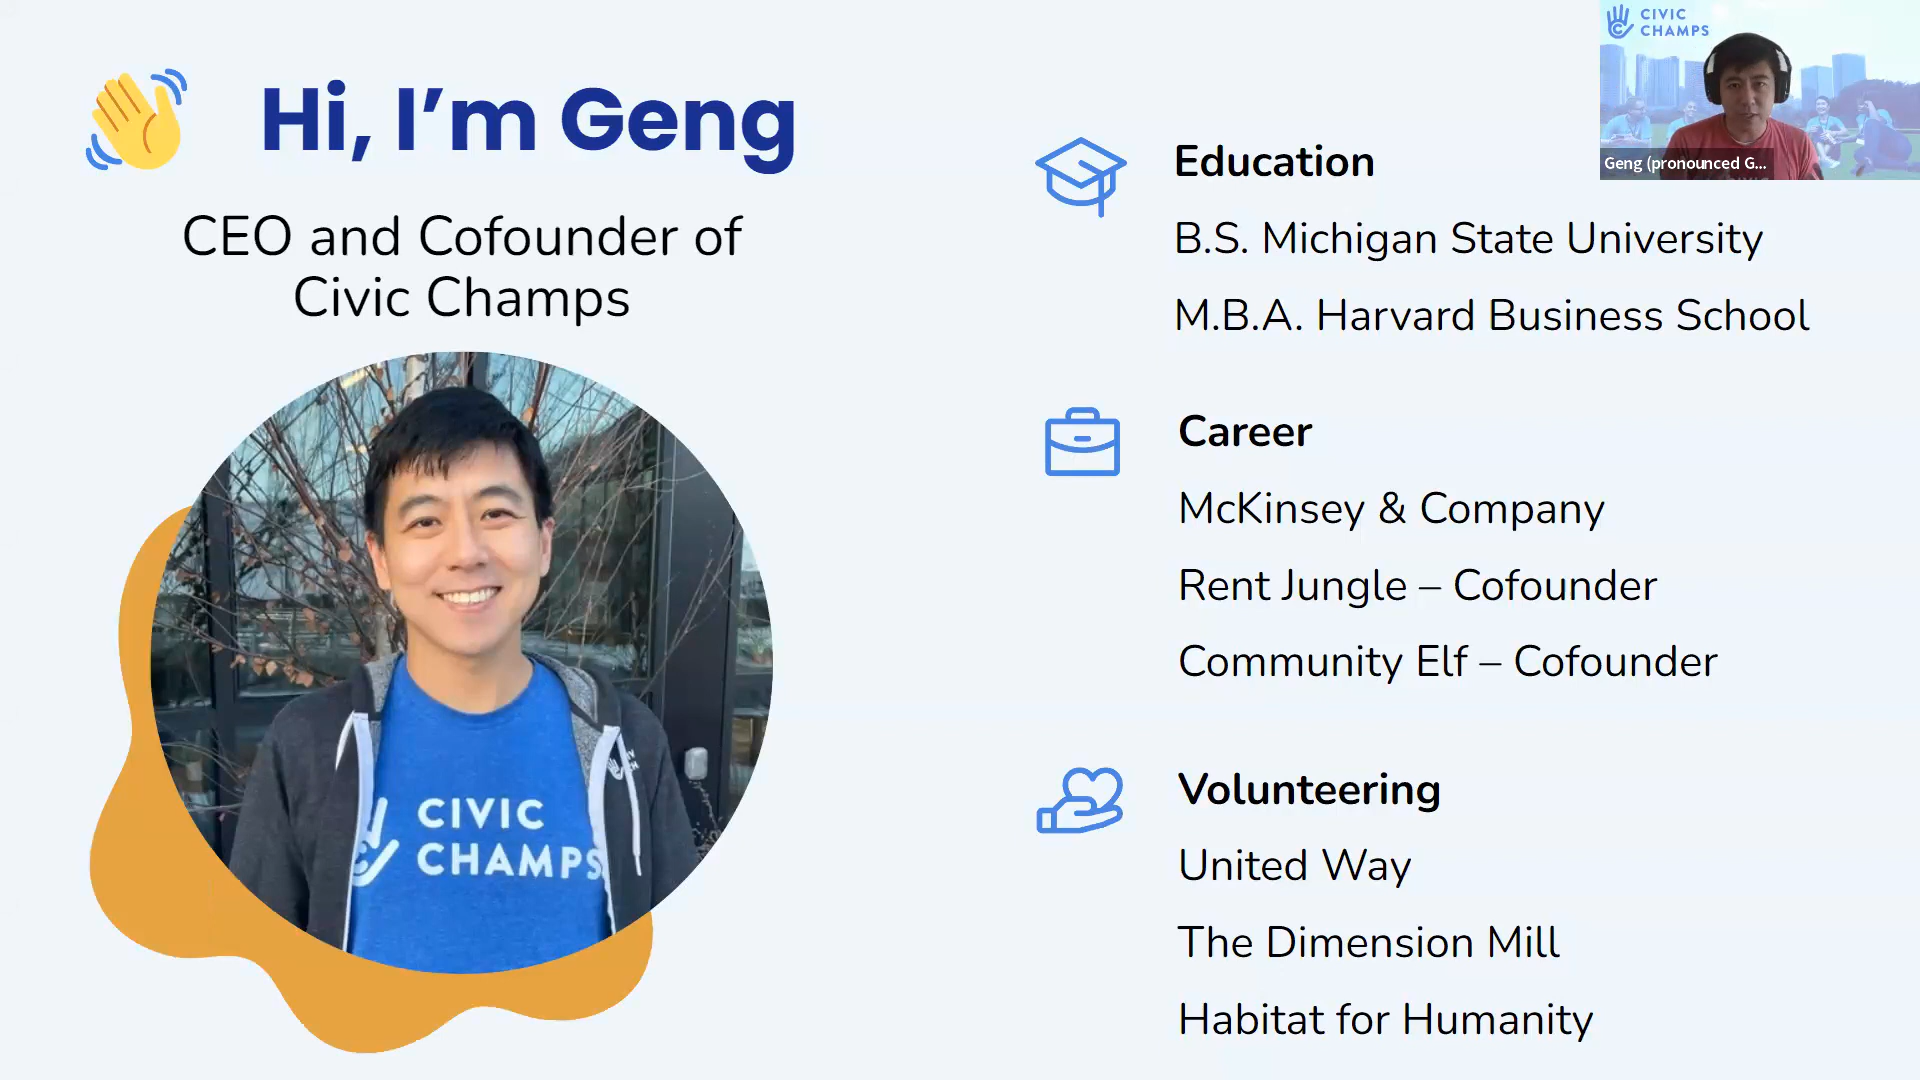 Hi, I’m Geng
CEO and Cofounder of
Civic Champs
CIVIC
CHAMPS
Education
B.S. Michigan State University
M.B.A. Harvard Business School
Career
McKinsey & Company
Rent Jungle – Cofounder
Community Elf – Cofounder
Volunteering
United Way
The Dimension Mill
Habitat for Humanity
CIVIC
CHAMPS
Geng (pronounced G...